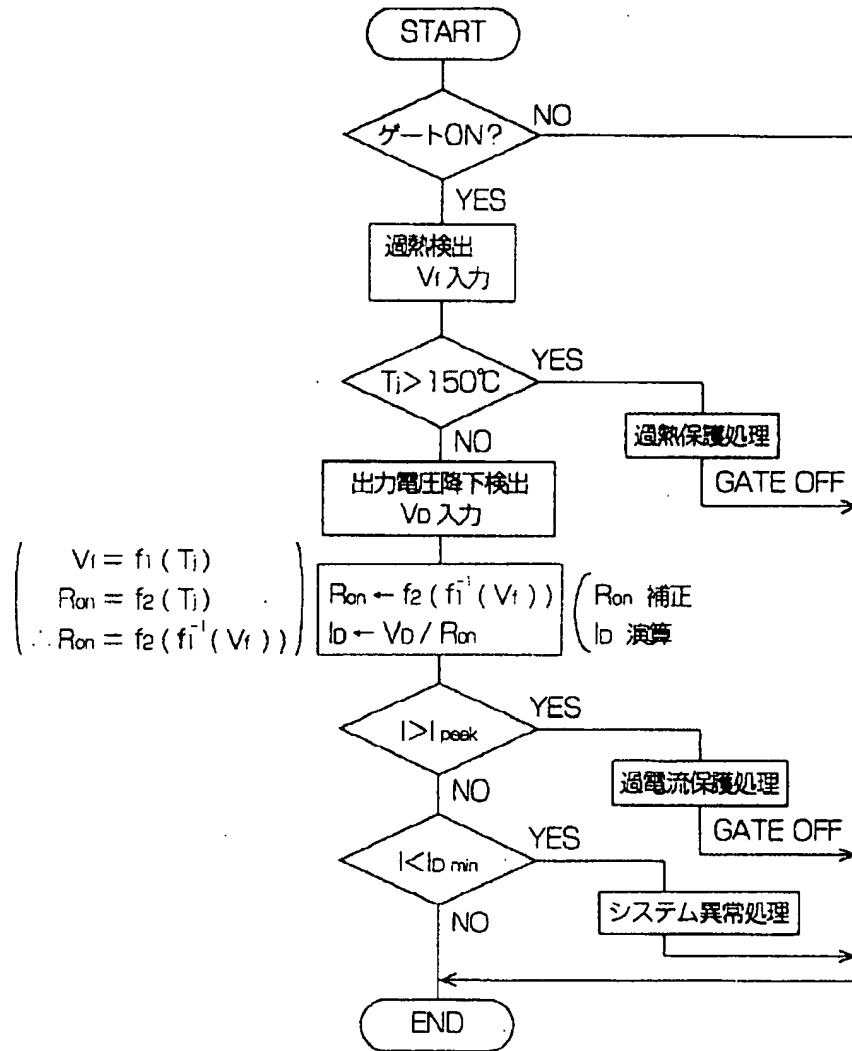 START
ゲートON?
NO
YES
過熱検出
Vf 入力
Tj>150℃
YES
NO
過熱保護処理
GATE OFF
出力電圧降下検出
VD 入力
Vf = f1 ( Tj )
Ron = f2 ( Tj )
∴ Ron = f2 ( f1⁻¹ ( Vf ) )
Ron ← f2 ( f1⁻¹ ( Vf ) )
ID ← VD / Ron
Ron 補正
ID 演算
I>I peak
YES
NO
過電流保護処理
GATE OFF
I<ID min
YES
NO
システム異常処理
END